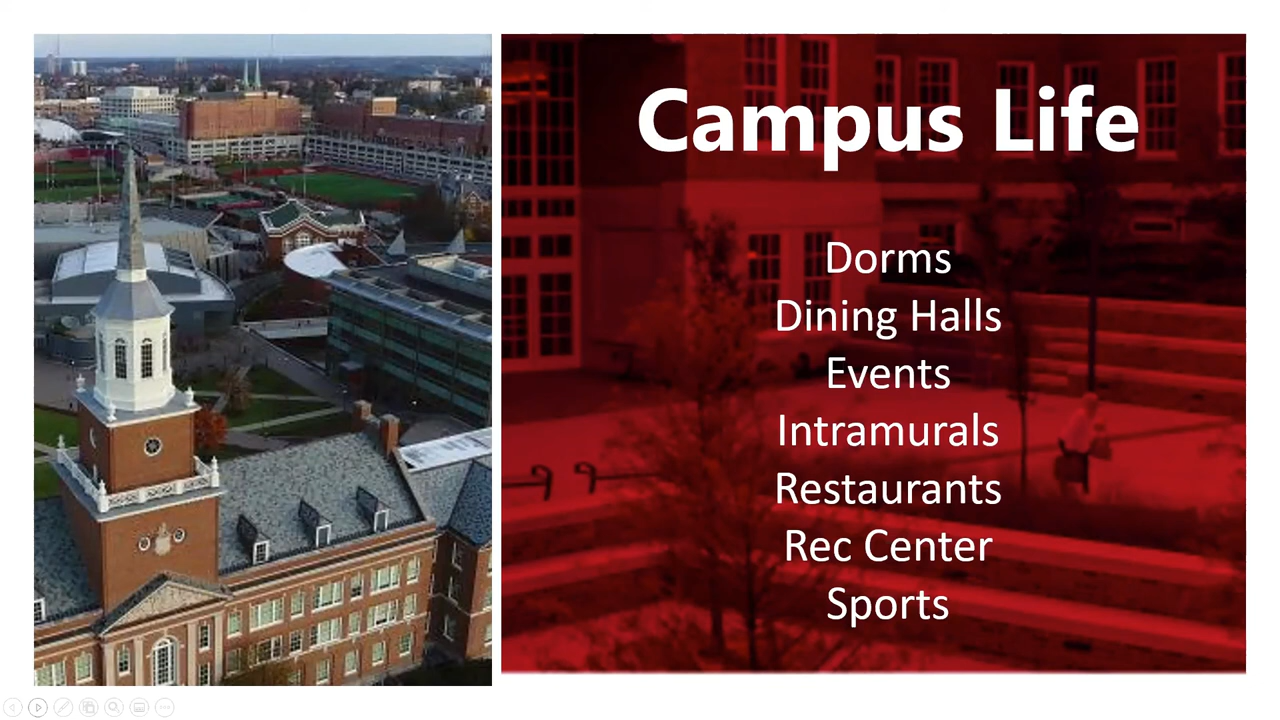 Campus Life
Dorms
Dining Halls
Events
Intramurals
Restaurants
Rec Center
Sports